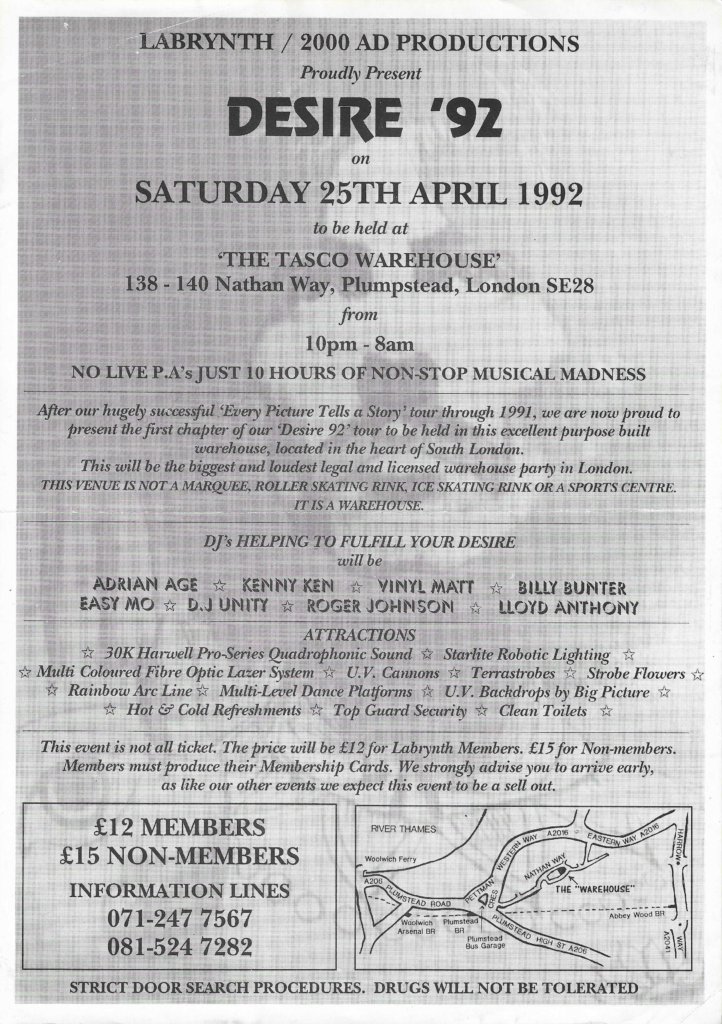 LABRYNTH / 2000 AD PRODUCTIONS
Proudly Present
DESIRE '92
on
SATURDAY 25TH APRIL 1992
to be held at
'THE TASCO WAREHOUSE'
138 - 140 Nathan Way, Plumpstead, London SE28
from
10pm - 8am
NO LIVE P.A's JUST 10 HOURS OF NON-STOP MUSICAL MADNESS
After our hugely successful 'Every Picture Tells a Story' tour through 1991, we are now proud to
present the first chapter of our 'Desire 92' tour to be held in this excellent purpose built
warehouse, located in the heart of South London.
This will be the biggest and loudest legal and licensed warehouse party in London.
THIS VENUE IS NOT A MARQUEE, ROLLER SKATING RINK, ICE SKATING RINK OR A SPORTS CENTRE.
IT IS A WAREHOUSE.
DJ's HELPING TO FULFILL YOUR DESIRE
will be
ADRIAN AGE ☆ KENNY KEN ☆ VINYL MATT ☆ BILLY BUNTER
EASY MO ☆ D.J UNITY ☆ ROGER JOHNSON ☆ LLOYD ANTHONY
ATTRACTIONS
☆ 30K Harwell Pro-Series Quadrophonic Sound ☆ Starlite Robotic Lighting ☆
☆ Multi Coloured Fibre Optic Lazer System ☆ U.V. Cannons ☆ Terrastrobes ☆ Strobe Flowers ☆
☆ Rainbow Arc Line ☆ Multi-Level Dance Platforms ☆ U.V. Backdrops by Big Picture ☆
☆ Hot & Cold Refreshments ☆ Top Guard Security ☆ Clean Toilets ☆
This event is not all ticket. The price will be £12 for Labrynth Members. £15 for Non-members.
Members must produce their Membership Cards. We strongly advise you to arrive early,
as like our other events we expect this event to be a sell out.
£12 MEMBERS
£15 NON-MEMBERS
INFORMATION LINES
071-247 7567
081-524 7282
RIVER THAMES
Woolwich Ferry
A206
PLUMSTEAD ROAD
PETTMAN
CRES
WESTERN WAY A2016
EASTERN WAY A2016
HARROW
NATHAN WAY
THE "WAREHOUSE"
Woolwich
Arsenal BR
Plumstead
BR
Plumstead
Bus Garage
Abbey Wood BR
PLUMSTEAD HIGH ST A206
WAY
A2041
STRICT DOOR SEARCH PROCEDURES. DRUGS WILL NOT BE TOLERATED